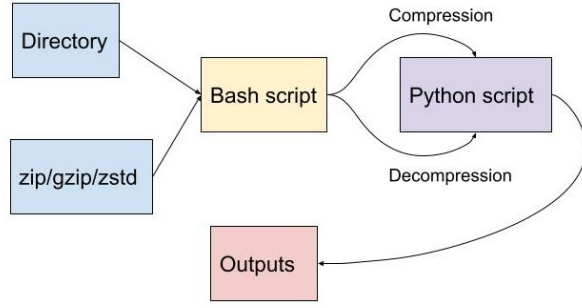 Directory
Compression
Bash script
Python script
zip/gzip/zstd
Decompression
Outputs